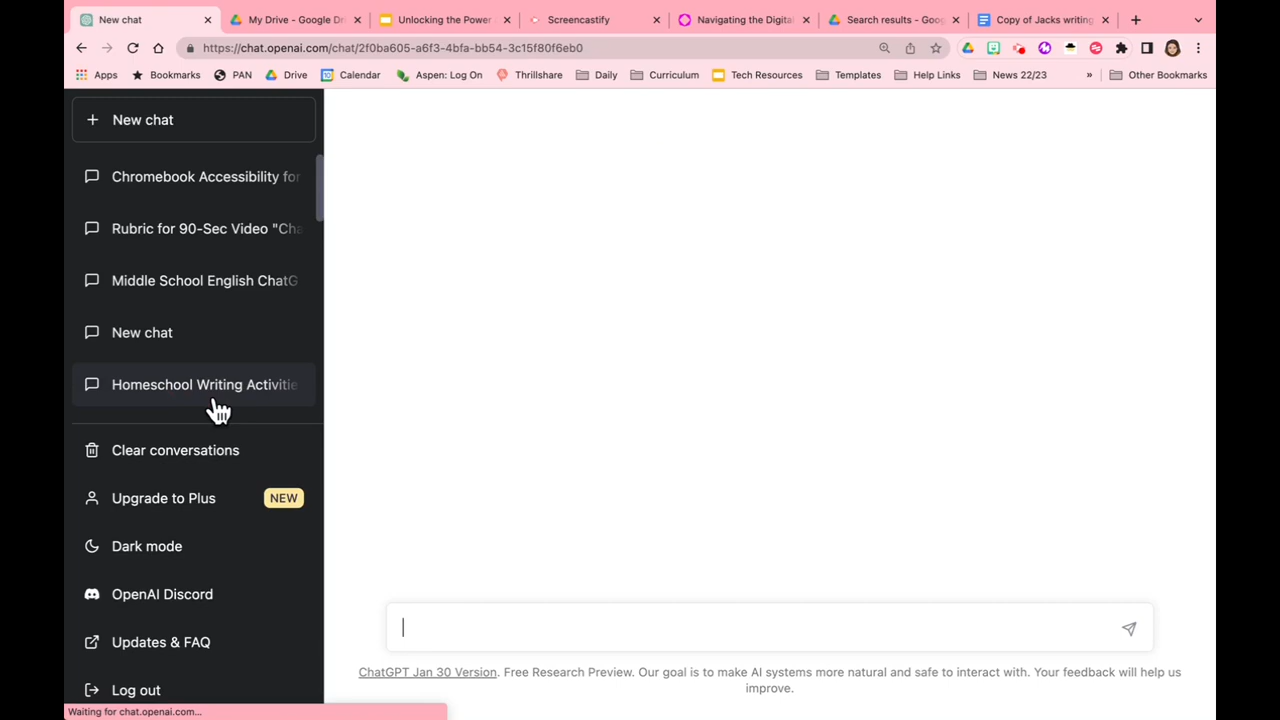 New chat
My Drive - Google Dri
Unlocking the Power
Screencastify
Navigating the Digital
Search results - Goog
Copy of Jacks writing
https://chat.openai.com/chat/2f0ba605-a6f3-4bfa-bb54-3c15f80f6eb0
Apps
Bookmarks
PAN
Drive
Calendar
Aspen: Log On
Thrillshare
Daily
Curriculum
Tech Resources
Templates
Help Links
News 22/23
»
Other Bookmarks
+ New chat
Chromebook Accessibility for
Rubric for 90-Sec Video "Cha
Middle School English ChatG
New chat
Homeschool Writing Activitie
Clear conversations
Upgrade to Plus NEW
Dark mode
OpenAI Discord
Updates & FAQ
Log out
ChatGPT Jan 30 Version. Free Research Preview. Our goal is to make AI systems more natural and safe to interact with. Your feedback will help us
improve.
Waiting for chat.openai.com...